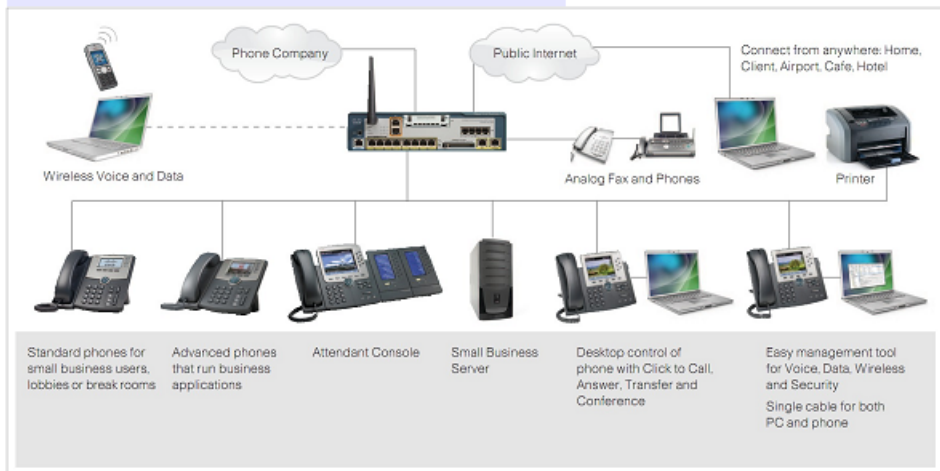 Phone Company
Public Internet
Connect from anywhere: Home,
Client, Airport, Cafe, Hotel
Wireless Voice and Data
Analog Fax and Phones
Printer
Standard phones for
small business users,
lobbies or break rooms
Advanced phones
that run business
applications
Attendant Console
Small Business
Server
Desktop control of
phone with Click to Call,
Answer, Transfer and
Conference
Easy management tool
for Voice, Data, Wireless
and Security
Single cable for both
PC and phone